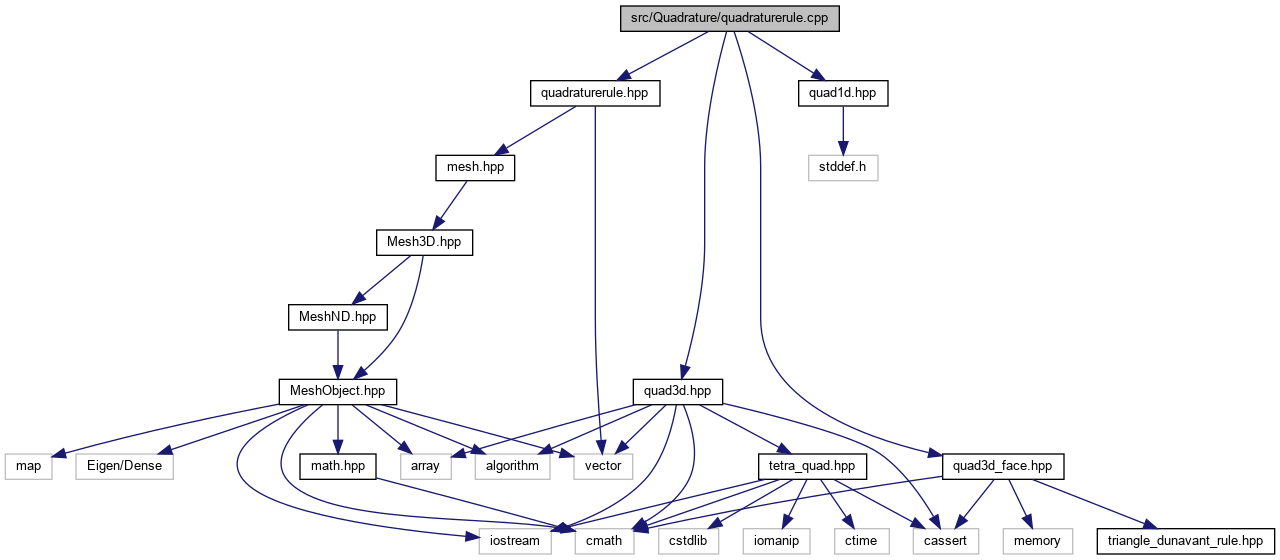 src/Quadrature/quadraturerule.cpp
quadraturerule.hpp
quad1d.hpp
mesh.hpp
stddef.h
Mesh3D.hpp
MeshND.hpp
MeshObject.hpp
quad3d.hpp
map
Eigen/Dense
math.hpp
array
algorithm
vector
tetra_quad.hpp
quad3d_face.hpp
iostream
cmath
cstdlib
iomanip
ctime
cassert
memory
triangle_dunavant_rule.hpp